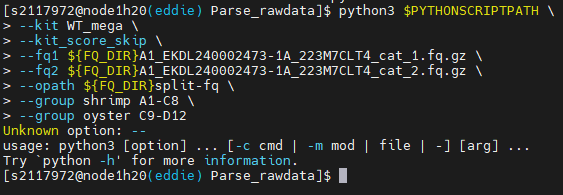 [s2117972@node1h20(eddie) Parse_rawdata]$ python3 $PYTHONSCRIPTPATH \
> --kit WT_mega \
> --kit_score_skip \
> --fq1 ${FQ_DIR}A1_EKDL240002473-1A_223M7CLT4_cat_1.fq.gz \
> --fq2 ${FQ_DIR}A1_EKDL240002473-1A_223M7CLT4_cat_2.fq.gz \
> --opath ${FQ_DIR}split-fq \
> --group shrimp A1-C8 \
> --group oyster C9-D12
Unknown option: --
usage: python3 [option] ... [-c cmd | -m mod | file | -] [arg] ...
Try `python -h' for more information.
[s2117972@node1h20(eddie) Parse_rawdata]$